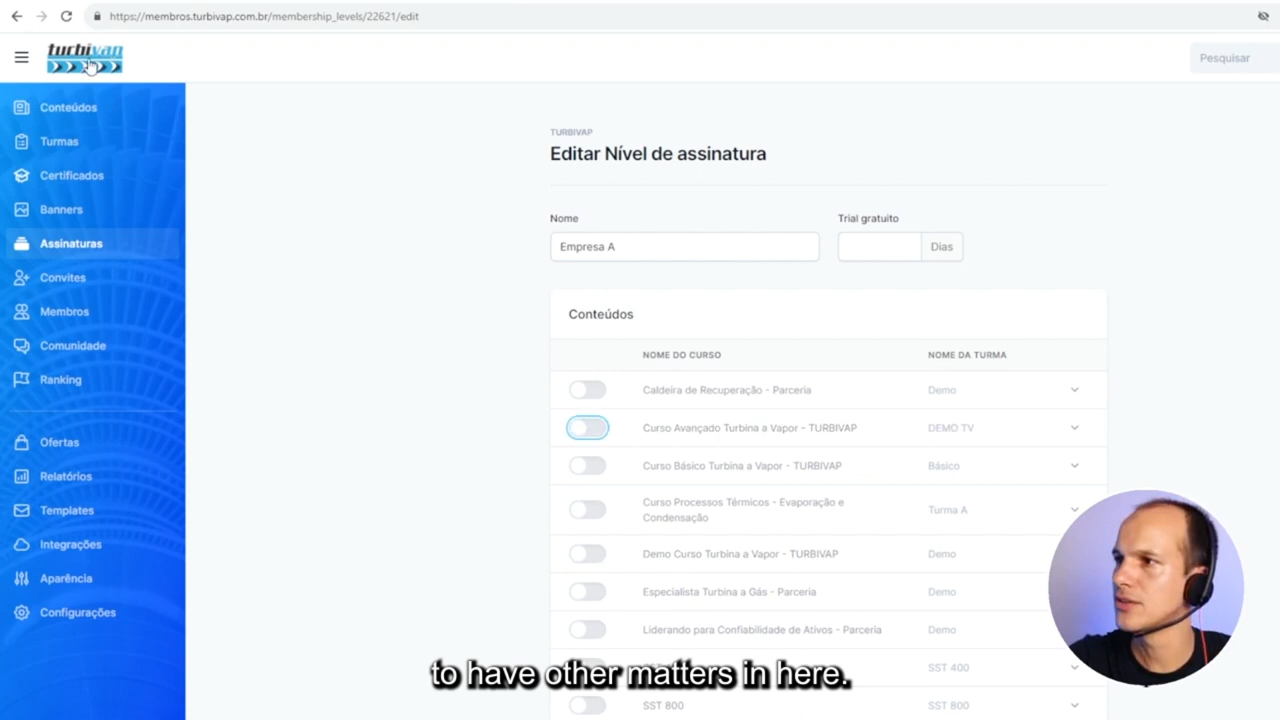 https://membros.turbivap.com.br/membership_levels/22621/edit
turbivap
Pesquisar
Conteúdos
Turmas
Certificados
Banners
Assinaturas
Convites
Membros
Comunidade
Ranking
Ofertas
Relatórios
Templates
Integrações
Aparência
Configurações
TURBIVAP
Editar Nível de assinatura
Nome
Trial gratuito
Empresa A
Dias
Conteúdos
NOME DO CURSO NOME DA TURMA
Caldeira de Recuperação - Parceria Demo
Curso Avançado Turbina a Vapor - TURBIVAP DEMO TV
Curso Básico Turbina a Vapor - TURBIVAP Básico
Curso Processos Térmicos - Evaporação e
Condensação
Turma A
Demo Curso Turbina a Vapor - TURBIVAP Demo
Especialista Turbina a Gás - Parceria Demo
Liderando para Confiabilidade de Ativos - Parceria Demo
SST 400
to have other matters in here.
SST 800 SST 800